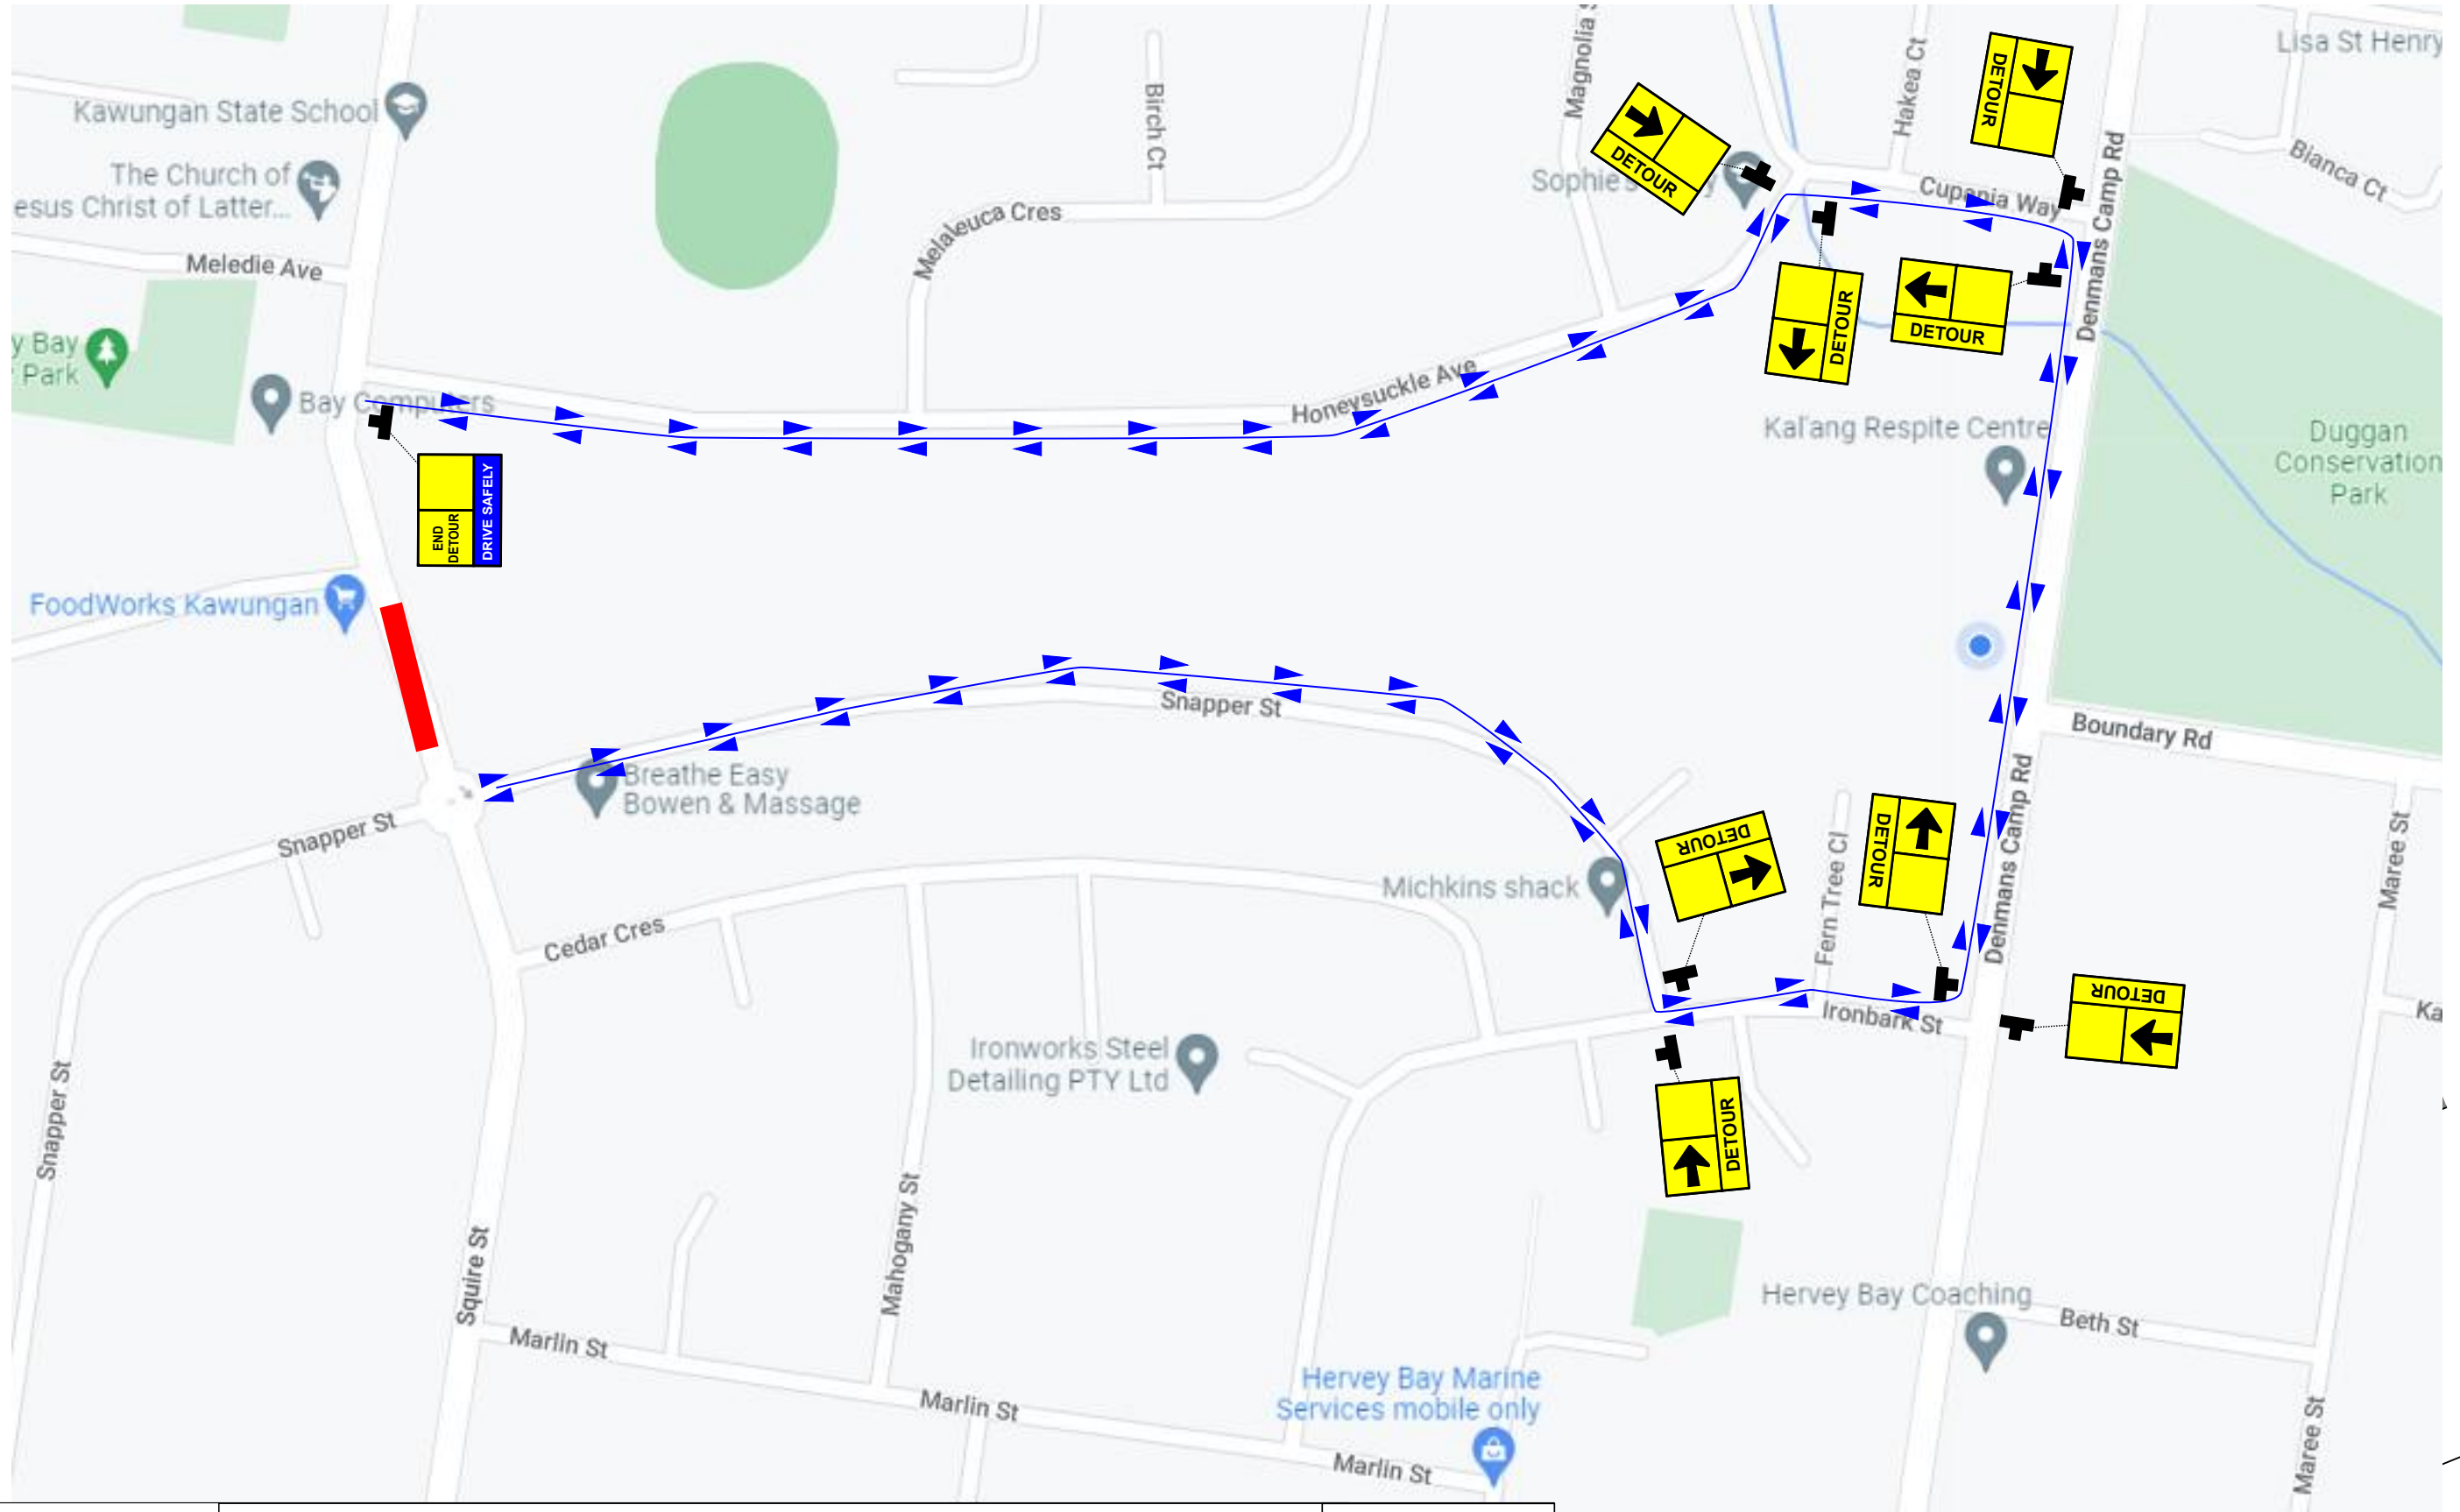 Lisa St Henry
Kawungan State School
The Church of
esus Christ of Latter...
Meledie Ave
y Bay
Park
Bay Computers
Birch Ct
Melaleuca Cres
Magnolia S
Hakea Ct
DETOUR
DETOUR
Cupania Way
Denmans Camp Rd
Bianca Ct
DETOUR
DETOUR
Honeysuckle Ave
Kal'ang Respite Centre
Duggan
Conservation
Park
END
DETOUR
DRIVE SAFELY
FoodWorks Kawungan
Snapper St
Boundary Rd
Breathe Easy
Bowen & Massage
Snapper St
Michkins shack
DETOUR
Fern Tree Cl
DETOUR
Denmans Camp Rd
Maree St
Cedar Cres
Ironbark St
DETOUR
Ka
Ironworks Steel
Detailing PTY Ltd
DETOUR
Snapper St
Squire St
Mahogany St
Marlin St
Hervey Bay Coaching
Beth St
Hervey Bay Marine
Services mobile only
Marlin St
Marlin St
Maree St